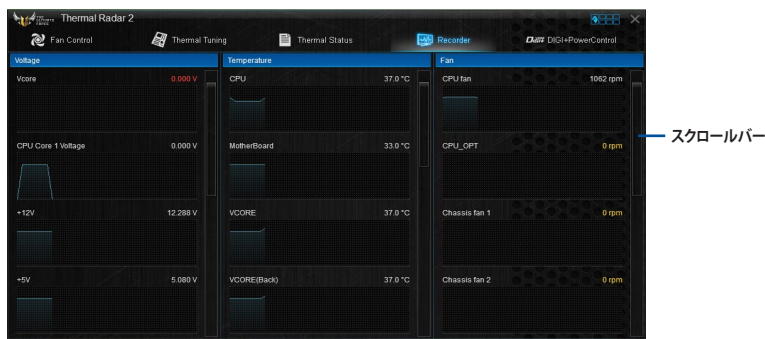 THE ULTIMATE FORCE Thermal Radar 2
Fan Control Thermal Tuning Thermal Status Recorder DIGI+PowerControl
Voltage Temperature Fan
Vcore 0.000 V CPU 37.0 °C CPU fan 1062 rpm
スクロールバー
CPU Core 1 Voltage 0.000 V MotherBoard 33.0 °C CPU_OPT 0 rpm
+12V 12.288 V VCORE 37.0 °C Chassis fan 1 0 rpm
+5V 5.080 V VCORE(Back) 37.0 °C Chassis fan 2 0 rpm